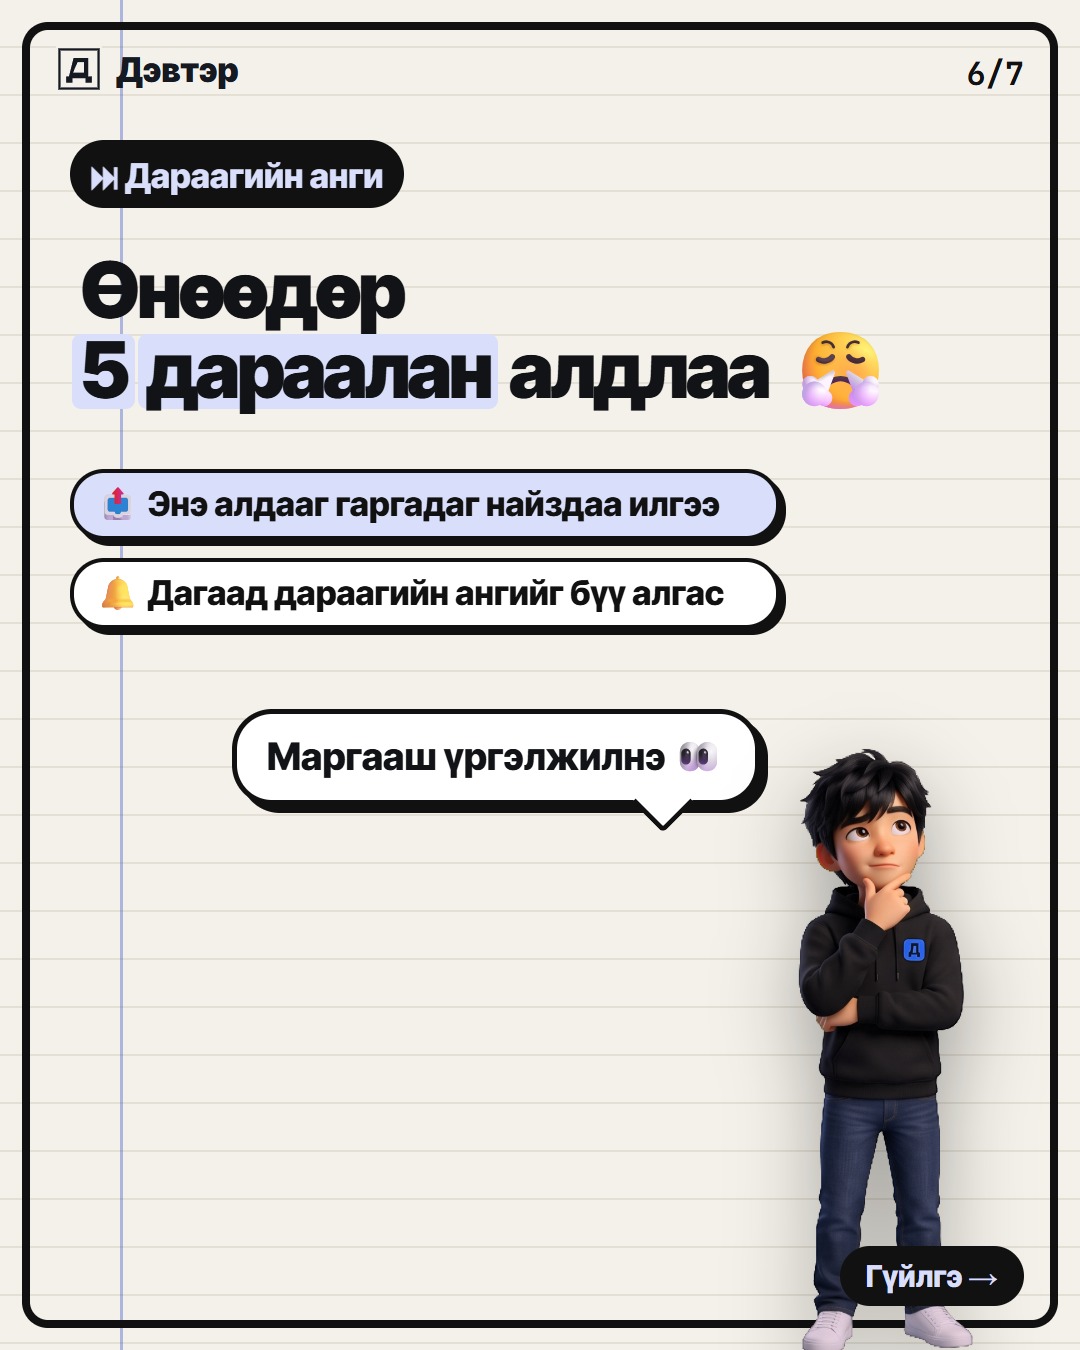 Д Дэвтэр
6/7
⏭ Дараагийн анги
Өнөөдөр
5 дараалан алдлаа 😤
📤 Энэ алдааг гаргадаг найздаа илгээ
🔔 Дагаад дараагийн ангийг бүү алгас
Маргааш үргэлжилнэ 👀
Д
Гүйлгэ →